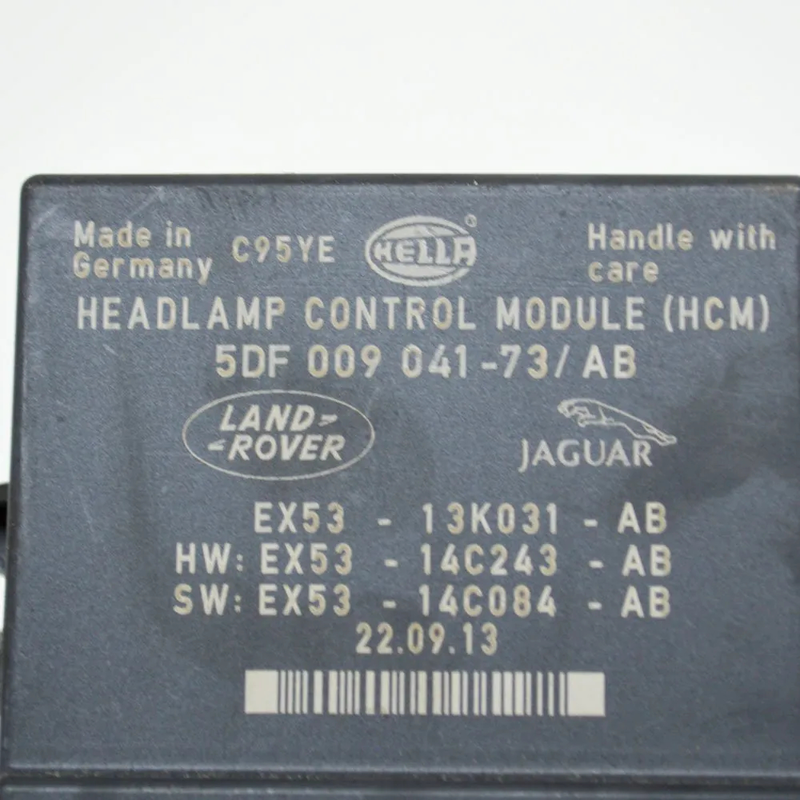 Made in Germany
C95YE
HELLA®
Handle with care
HEADLAMP CONTROL MODULE (HCM)
5DF 009 041-73/AB
LAND-
-ROVER
JAGUAR
EX53 - 13K031 - AB
HW: EX53 - 14C243 - AB
SW: EX53 - 14C084 - AB
22.09.13